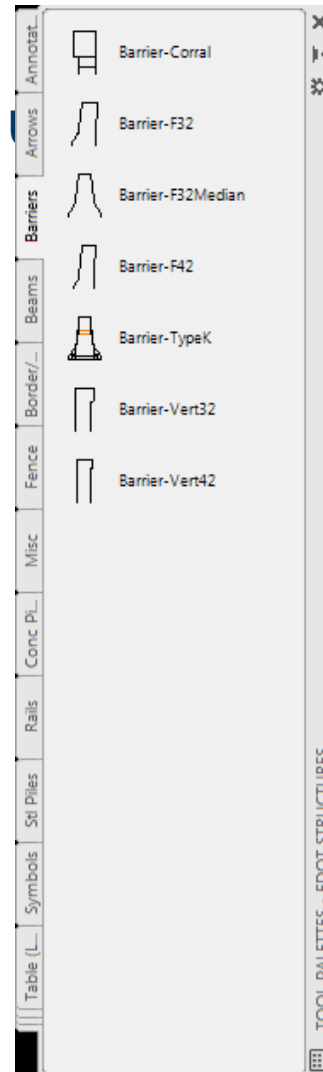 Annotat...
Arrows
Barriers
Beams
Border/...
Fence
Misc
Conc Pi...
Rails
Stl Piles
Symbols
Table (L...
Barrier-Corral
Barrier-F32
Barrier-F32Median
Barrier-F42
Barrier-TypeK
Barrier-Vert32
Barrier-Vert42
TOOL PALETTES - FDOT STRUCTURES